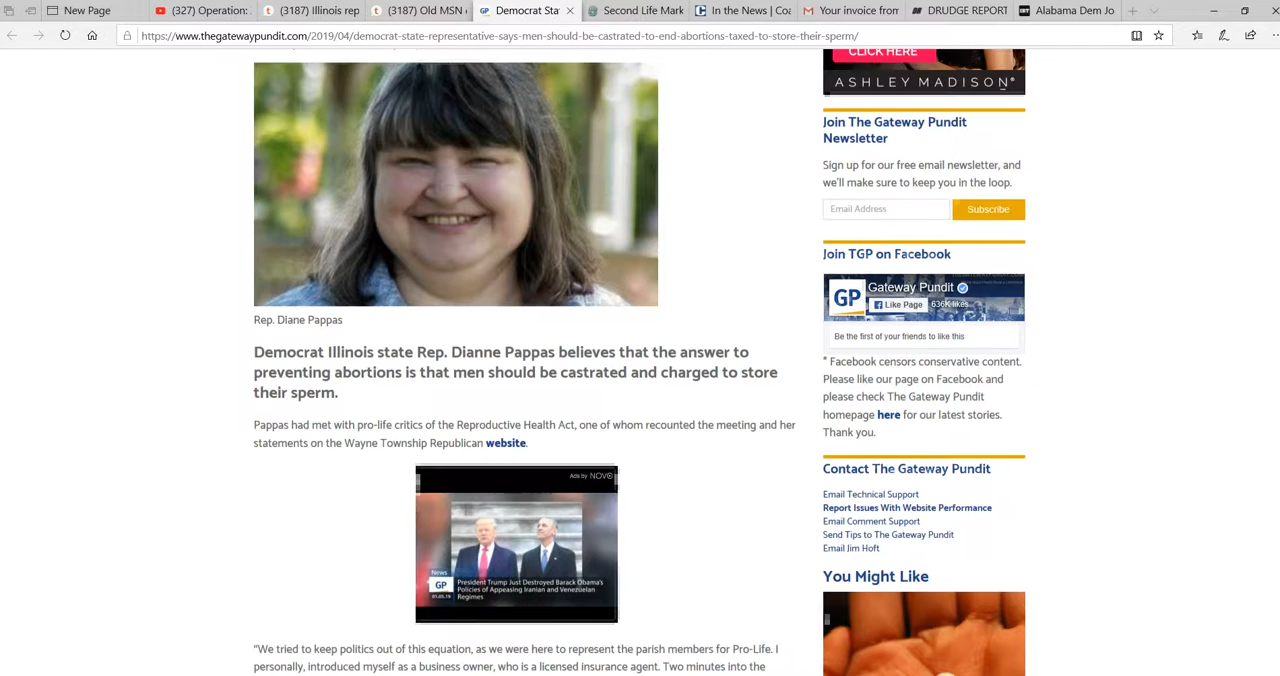 New Page
(327) Operation:
(3187) Illinois rep
(3187) Old MSN
Democrat Sta
Second Life Mark
In the News | Coa
Your invoice from
DRUDGE REPORT
Alabama Dem Jo
https://www.thegatewaypundit.com/2019/04/democrat-state-representative-says-men-should-be-castrated-to-end-abortions-taxed-to-store-their-sperm/
CLICK HERE
ASHLEY MADISON®
Rep. Diane Pappas
Democrat Illinois state Rep. Dianne Pappas believes that the answer to
preventing abortions is that men should be castrated and charged to store
their sperm.
Pappas had met with pro-life critics of the Reproductive Health Act, one of whom recounted the meeting and her
statements on the Wayne Township Republican website.
Ads by
News
GP
01.05.19
President Trump Just Destroyed Barack Obama's
Policies of Appeasing Iranian and Venezuelan
Regimes
"We tried to keep politics out of this equation, as we were here to represent the parish members for Pro-Life. I
personally, introduced myself as a business owner, who is a licensed insurance agent. Two minutes into the
Join The Gateway Pundit
Newsletter
Sign up for our free email newsletter, and
we'll make sure to keep you in the loop.
Email Address
Subscribe
Join TGP on Facebook
GP
Gateway Pundit
Like Page
636K likes
Be the first of your friends to like this
* Facebook censors conservative content.
Please like our page on Facebook and
please check The Gateway Pundit
homepage here for our latest stories.
Thank you.
Contact The Gateway Pundit
Email Technical Support
Report Issues With Website Performance
Email Comment Support
Send Tips to The Gateway Pundit
Email Jim Hoft
You Might Like